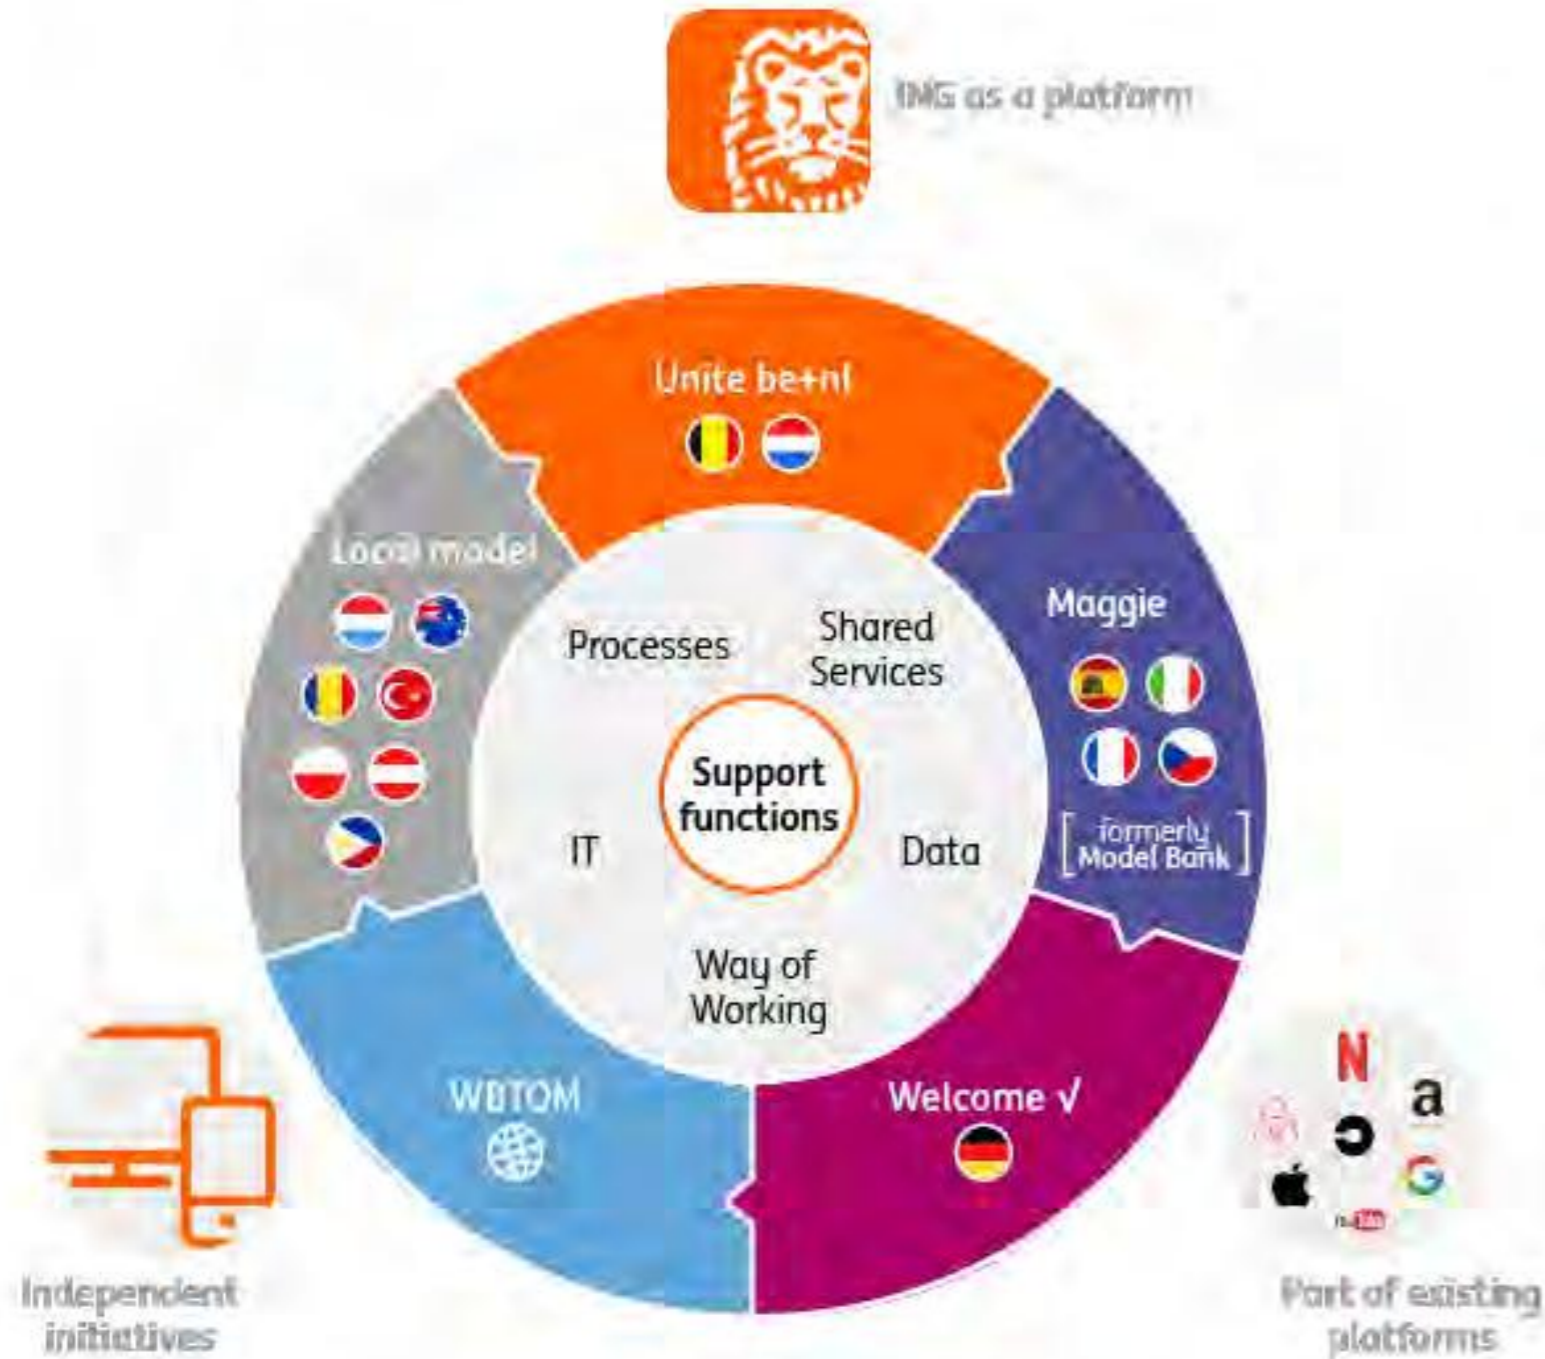 ING as a platform
Unite be+nl
Local model
Maggie
[formerly
Model Bank]
Processes
Shared
Services
Support
functions
IT
Data
Way of
Working
WBTOM
Welcome √
N
a
G
Independent
initiatives
Part of existing
platforms